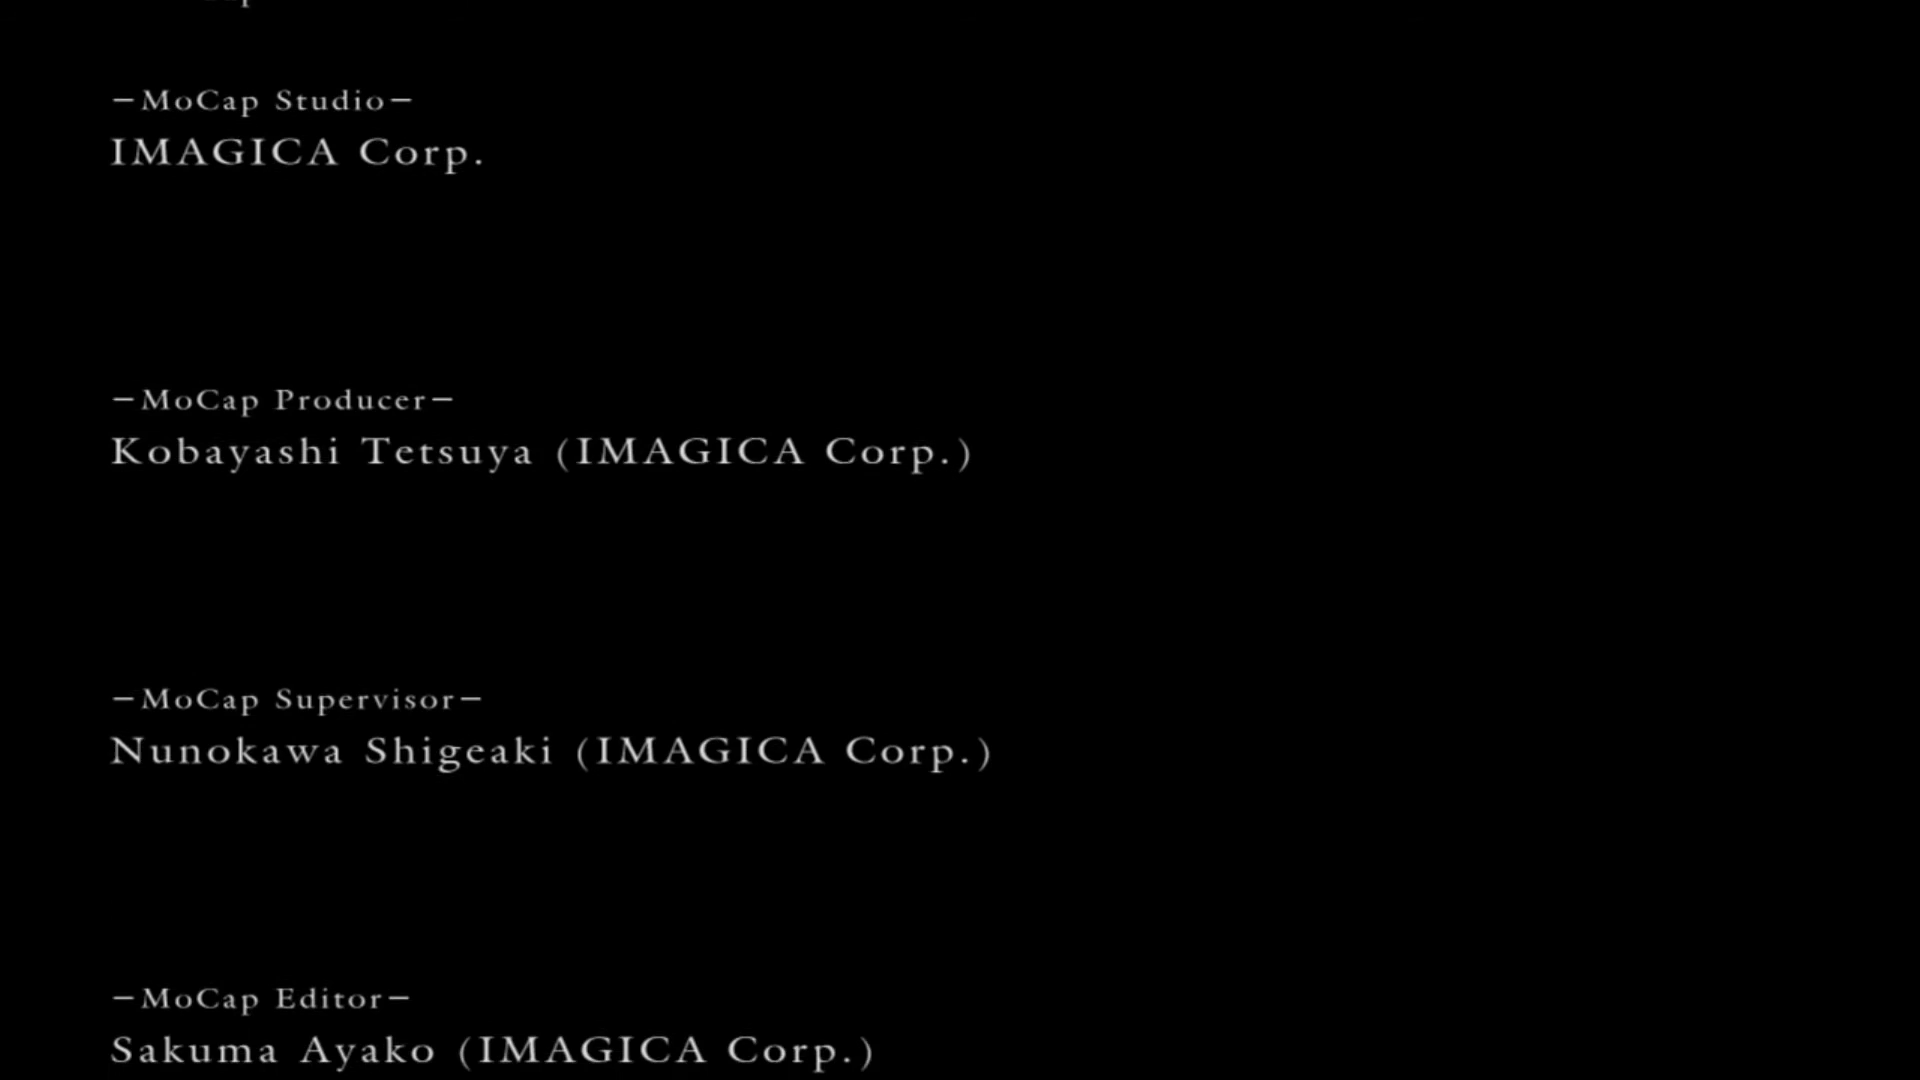 —MoCap Studio—
IMAGICA Corp.
—MoCap Producer—
Kobayashi Tetsuya (IMAGICA Corp.)
—MoCap Supervisor—
Nunokawa Shigeaki (IMAGICA Corp.)
—MoCap Editor—
Sakuma Ayako (IMAGICA Corp.)